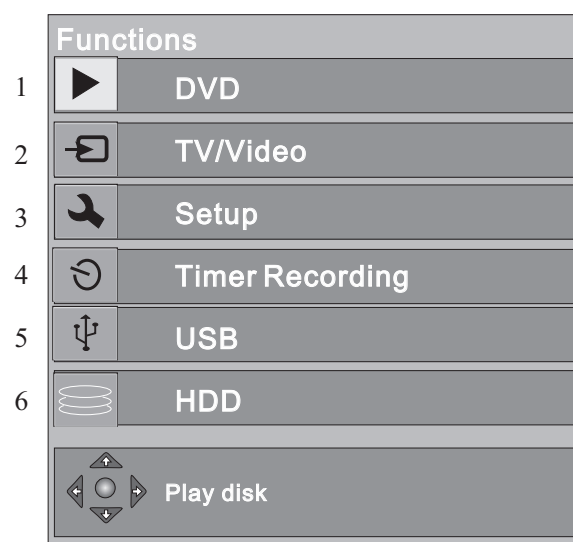 Functions
1 DVD
2 TV/Video
3 Setup
4 Timer Recording
5 USB
6 HDD
Play disk